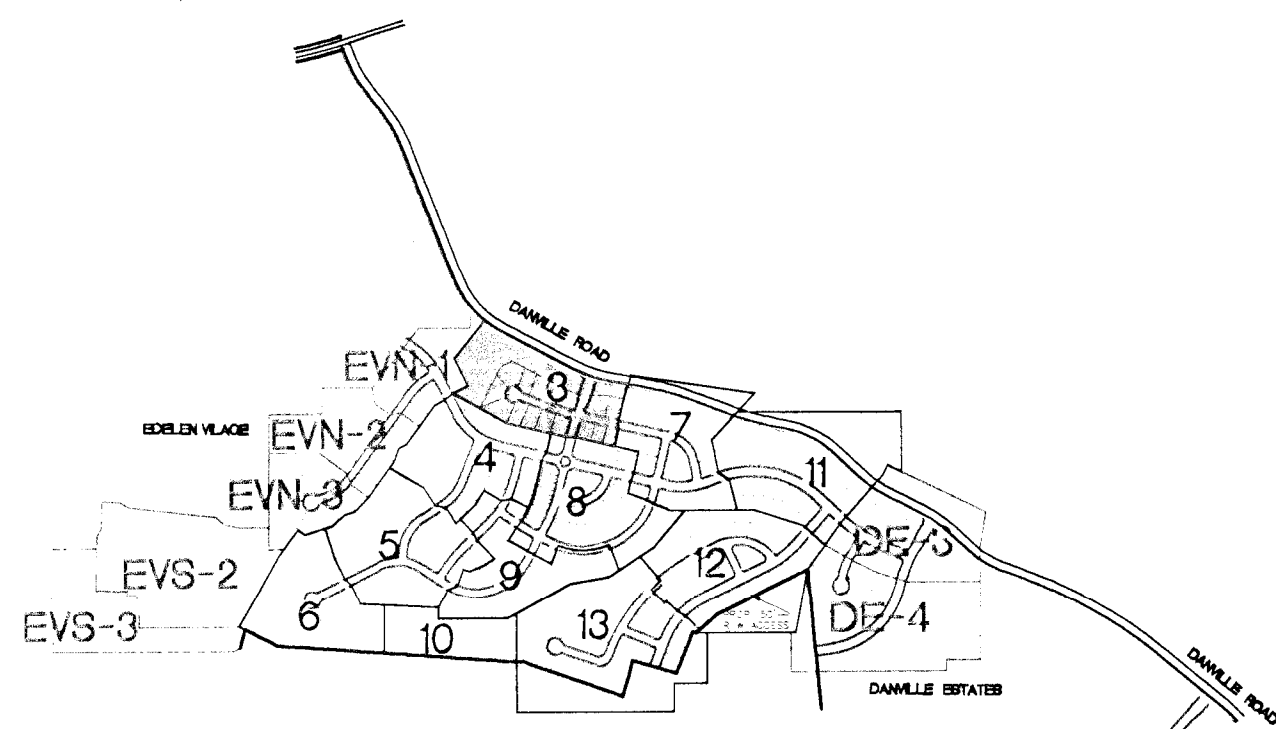 DANVILLE ROAD
EVN-1
3
7
EDELEN VILLAGE
EVN-2
4
11
EVN-3
8
DE-3
5
12
EVS-2
9
6
DE-4
EVS-3
13
R/W ACCESS
10
DANVILLE ESTATES
DANVILLE ROAD